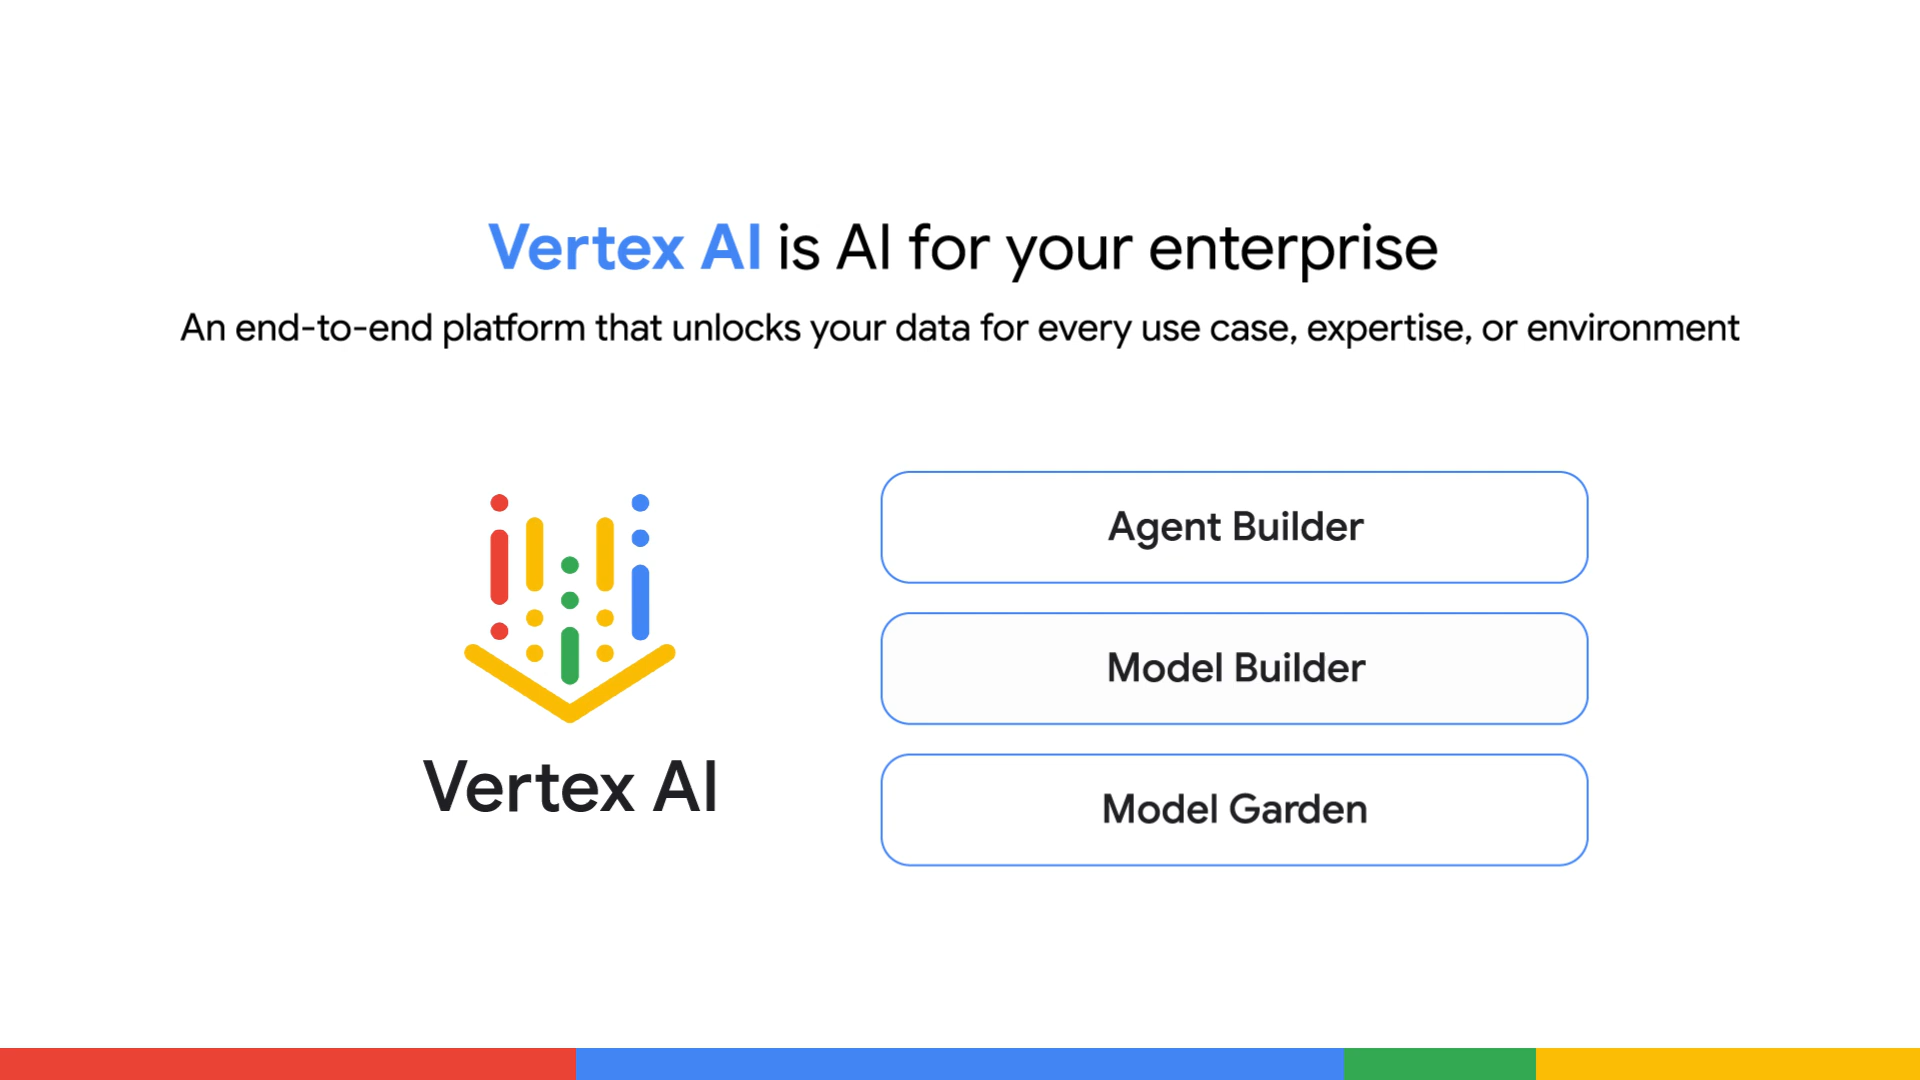 Vertex AI is AI for your enterprise
An end-to-end platform that unlocks your data for every use case, expertise, or environment
Vertex AI
Agent Builder
Model Builder
Model Garden